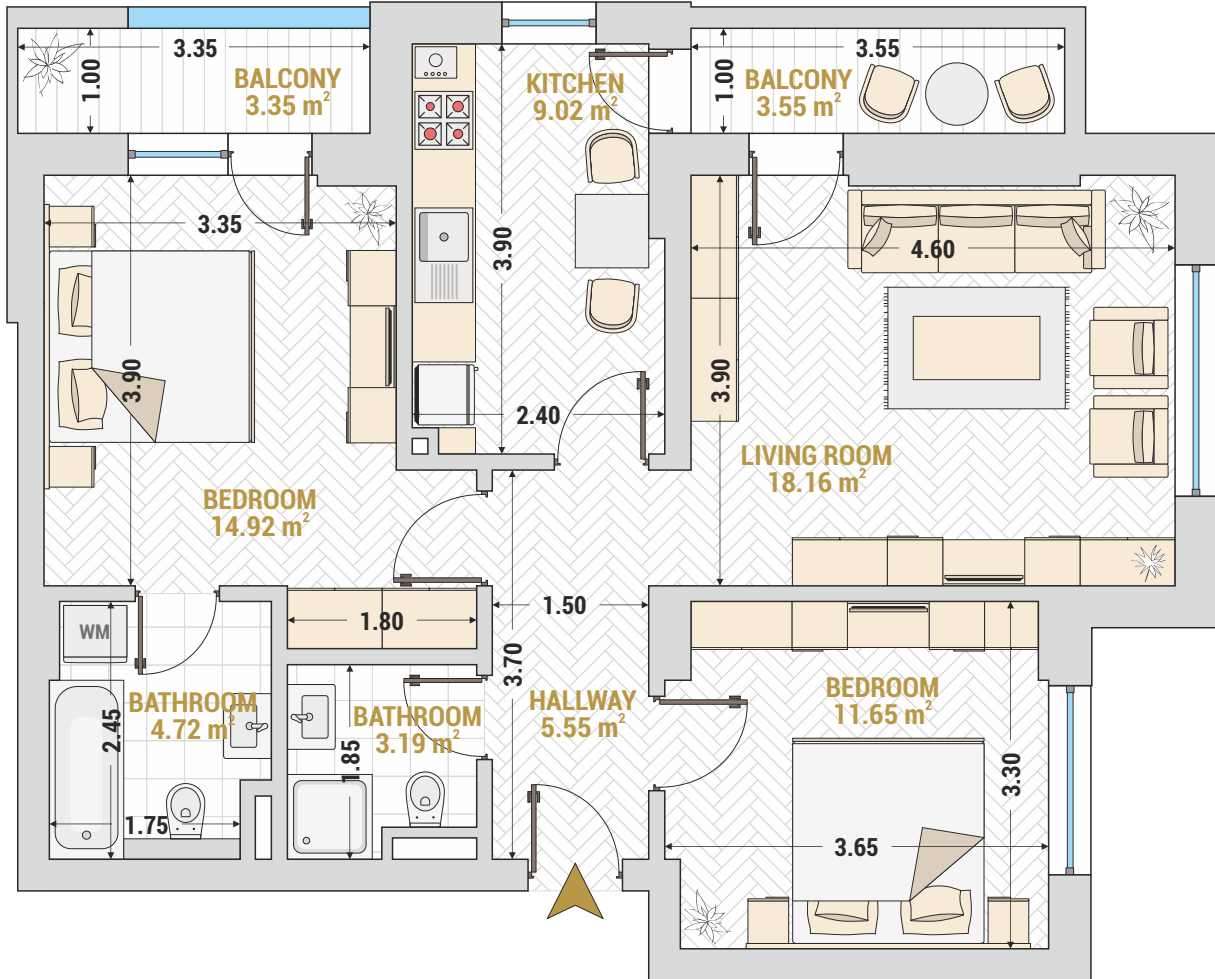 3.35
1.00
BALCONY
3.35 m²
KITCHEN
9.02 m²
3.55
1.00
BALCONY
3.55 m²
3.35
3.90
BEDROOM
14.92 m²
3.90
2.40
4.60
3.90
LIVING ROOM
18.16 m²
1.80
1.50
3.70
HALLWAY
5.55 m²
WM
BATHROOM
4.72 m²
2.45
1.75
BATHROOM
3.19 m²
1.85
BEDROOM
11.65 m²
3.30
3.65